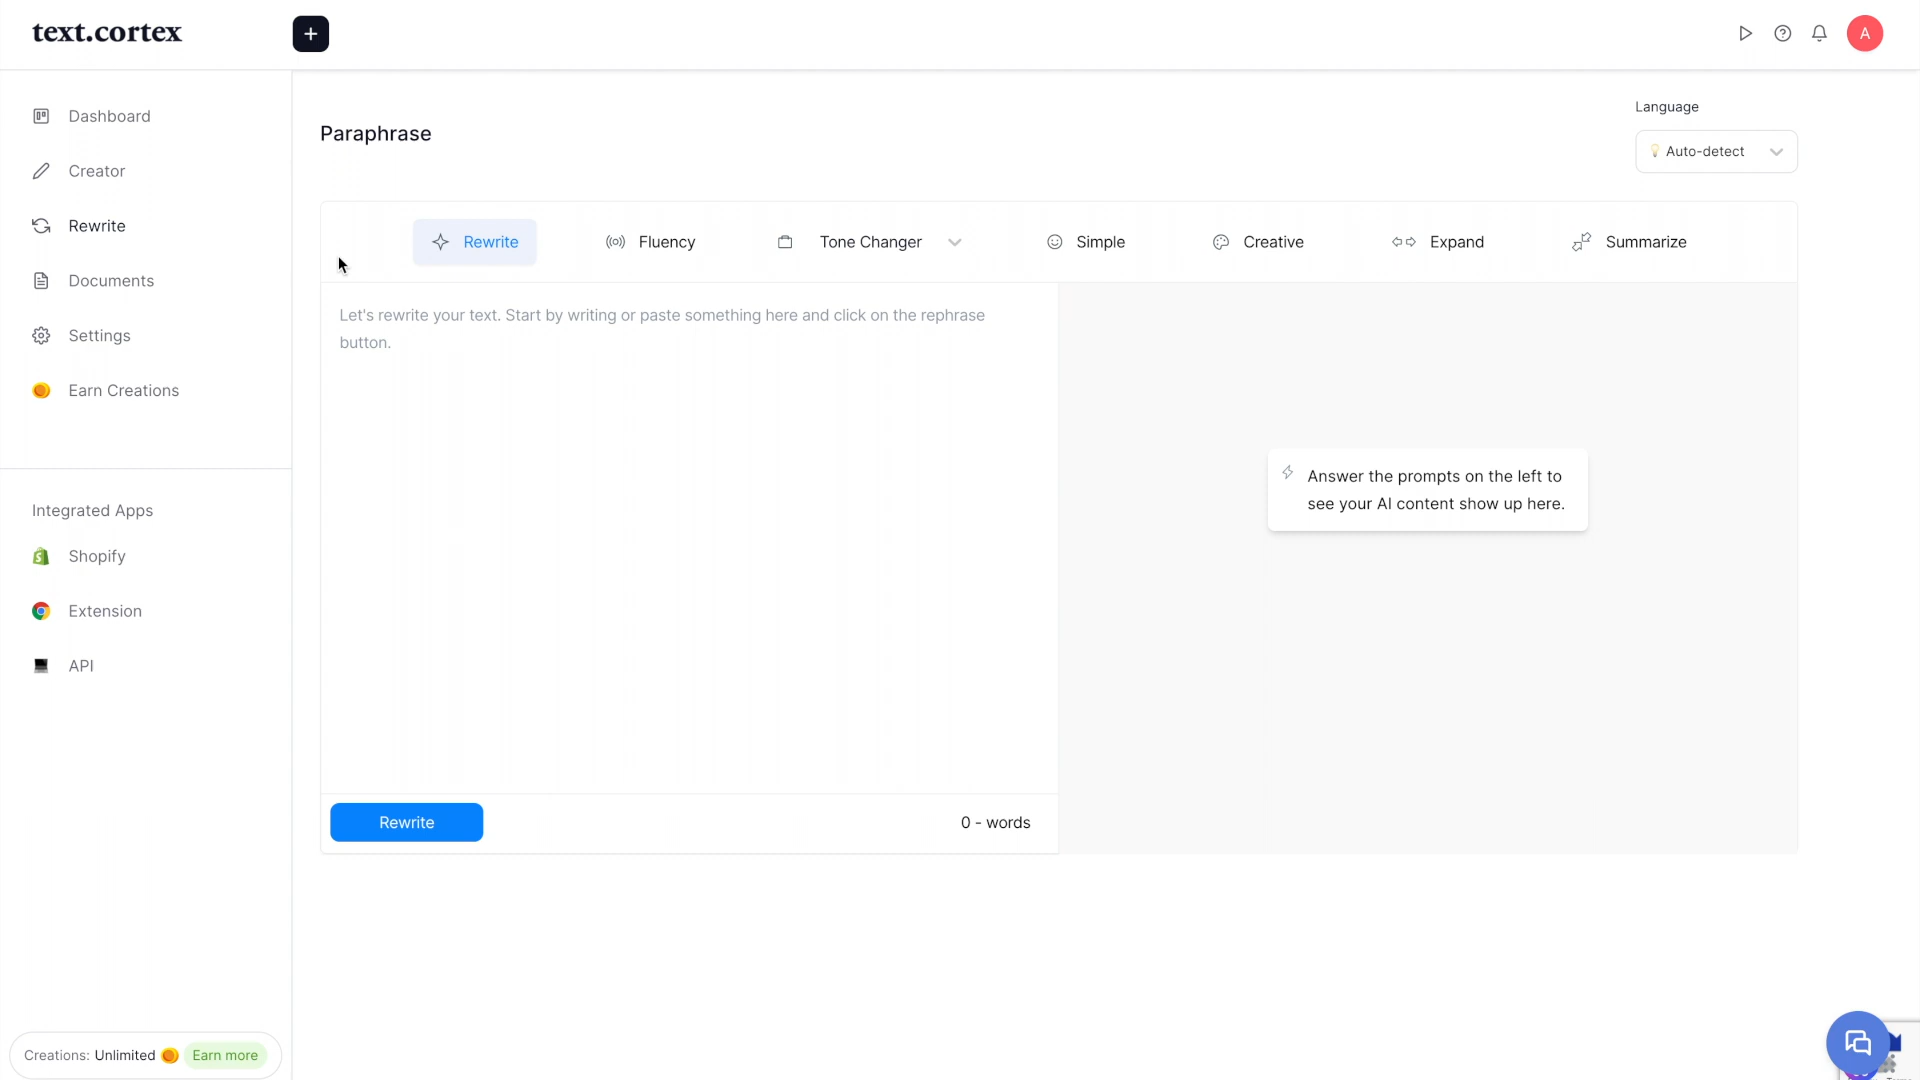 text.cortex
+
A
Dashboard
Creator
Rewrite
Documents
Settings
Earn Creations
Integrated Apps
Shopify
Extension
API
Creations: Unlimited
Earn more
Paraphrase
Language
Auto-detect
Rewrite
Fluency
Tone Changer
Simple
Creative
Expand
Summarize
Let's rewrite your text. Start by writing or paste something here and click on the rephrase
button.
Answer the prompts on the left to
see your AI content show up here.
Rewrite
0 - words